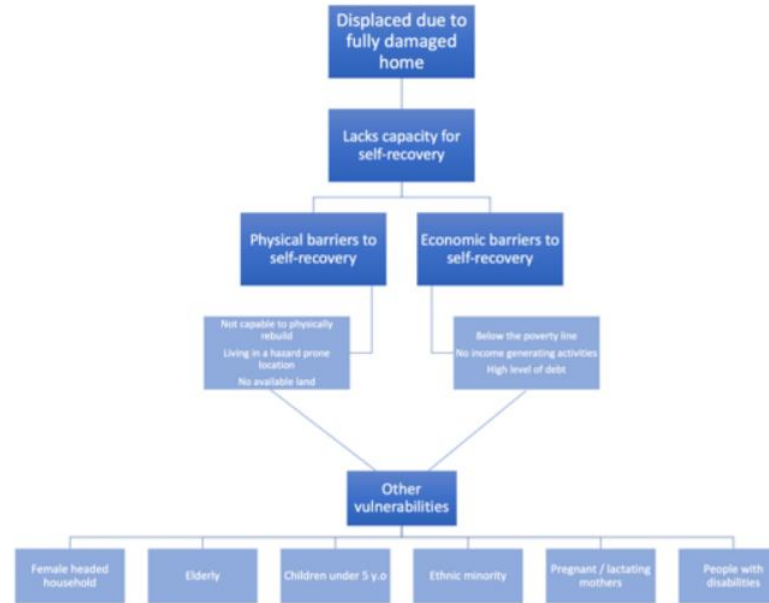 Displaced due to
fully damaged
home
Lacks capacity for
self-recovery
Physical barriers to
self-recovery
Economic barriers to
self-recovery
Not capable to physically
rebuild
Living in a hazard prone
location
No available land
Below the poverty line
No income generating activities
High level of debt
Other
vulnerabilities
Female headed
household
Elderly
Children under 5 y.o
Ethnic minority
Pregnant / lactating
mothers
People with
disabilities